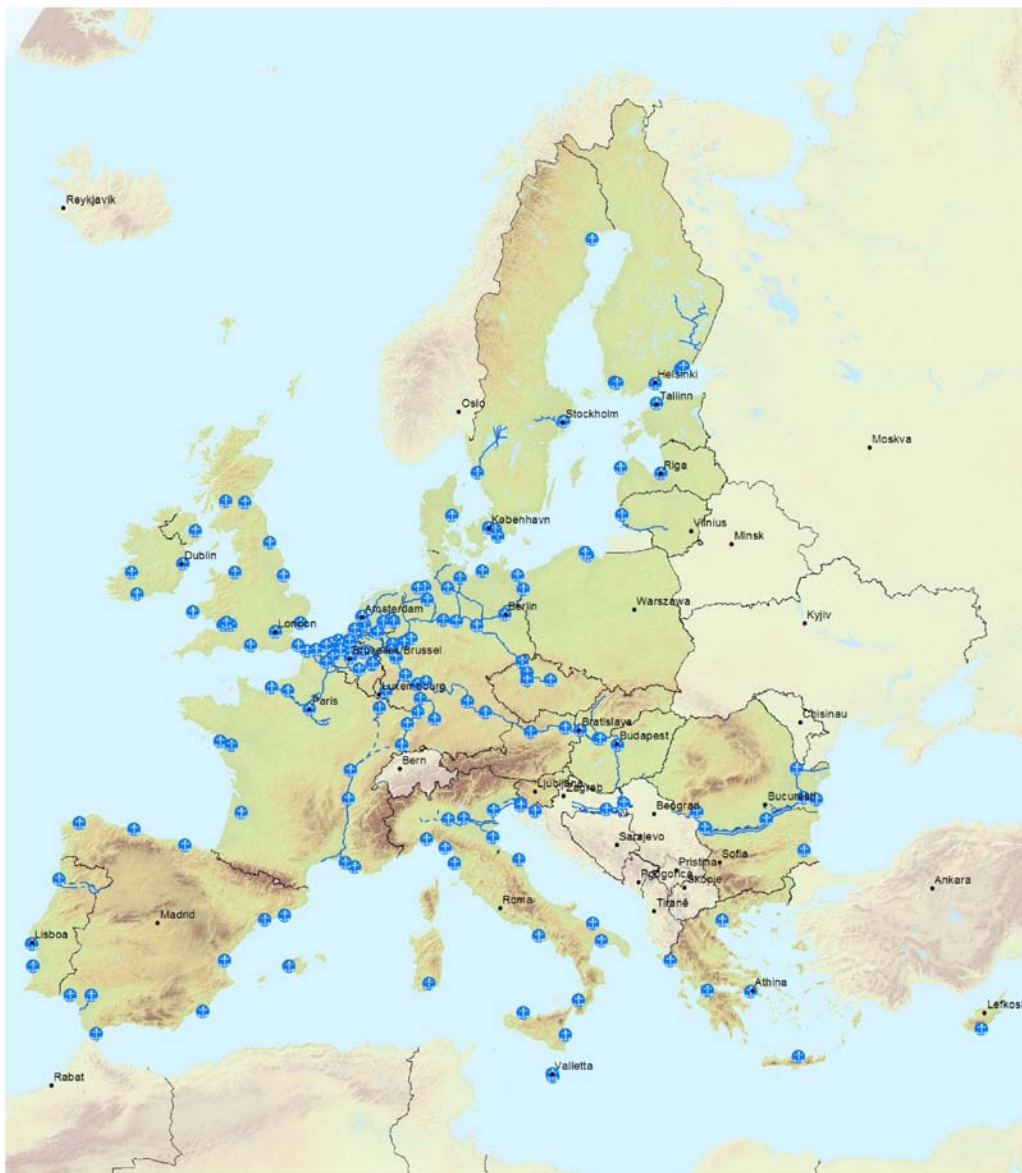 Reykjavik
Helsinki
Tallinn
Oslo
Stockholm
Moskva
Riga
København
Vilnius
Minsk
Dublin
Amsterdam
Berlin
Warszawa
London
Kyjiv
Bruxelles/Brussel
Luxembourg
Paris
Chisinau
Bratislava
Budapest
Bern
Ljubljana
Zagreb
Beograd
Bucuresti
Sarajevo
Sofia
Pristina
Podgorica
Skopje
Ankara
Roma
Tiranë
Madrid
Lisboa
Athina
Lefkosi
Valletta
Rabat